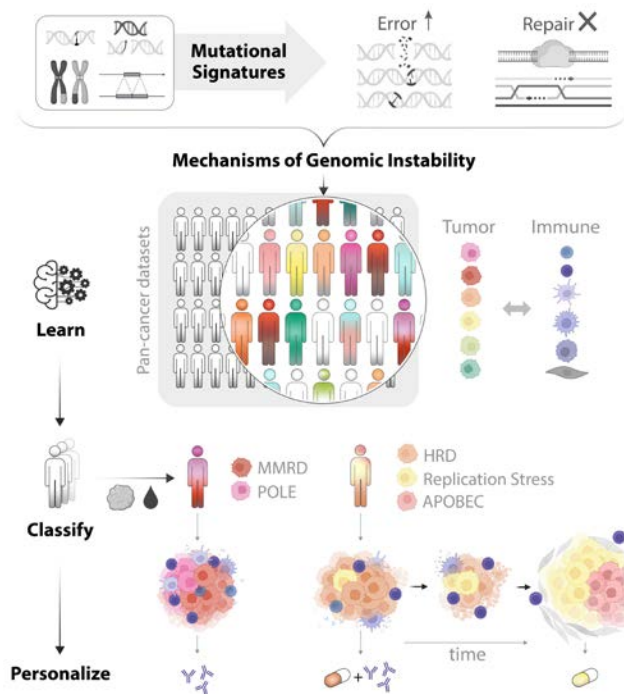 Error ↑
Repair X
Mutational
Signatures
Mechanisms of Genomic Instability
Pan-cancer datasets
Tumor
Immune
Learn
MMRD
POLE
HRD
Replication Stress
APOBEC
Classify
+
time
Personalize